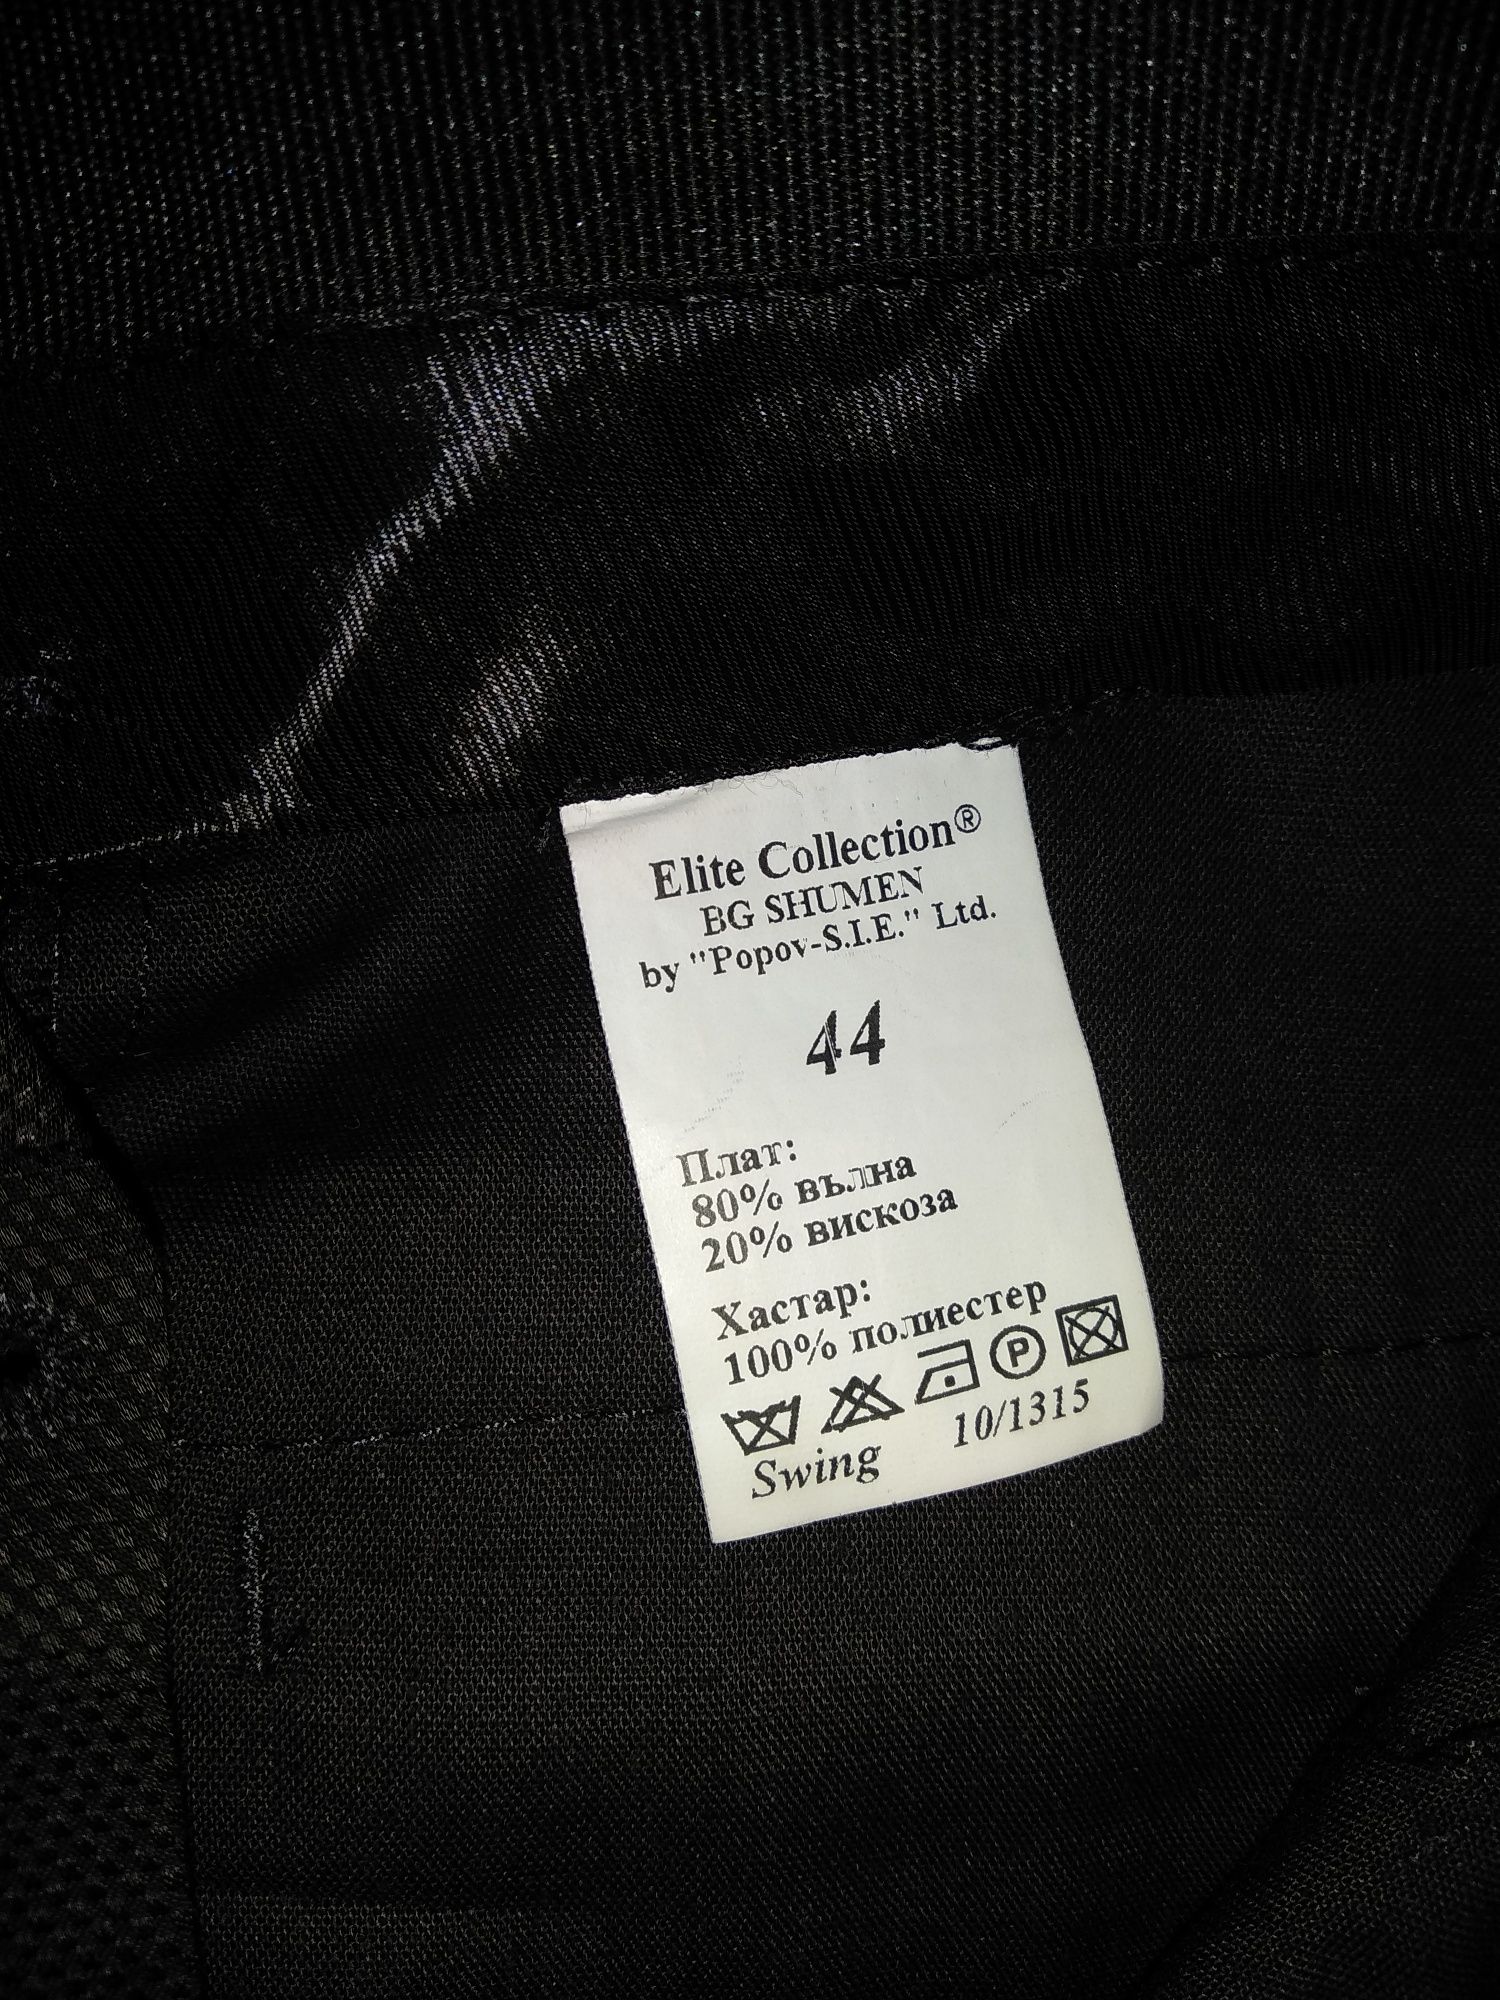 Elite Collection®
BG SHUMEN
by "Popov-S.I.E." Ltd.
44
Плат:
80% вълна
20% вискоза
Хастар:
100% полиестер
P
Swing 10/1315